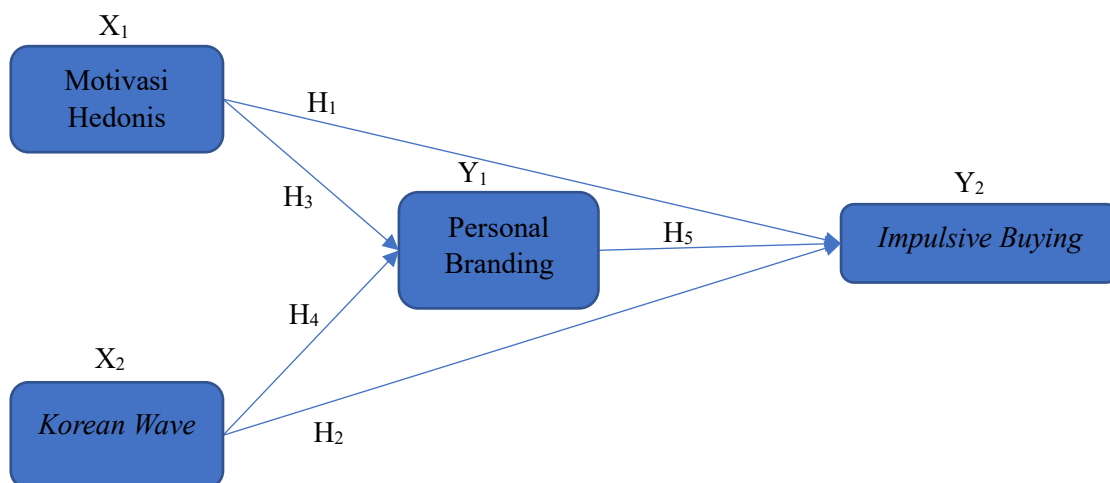 X₁
Motivasi
Hedonis
H₁
H₃
Y₁
Personal
Branding
H₅
Y₂
Impulsive Buying
H₄
X₂
Korean Wave
H₂